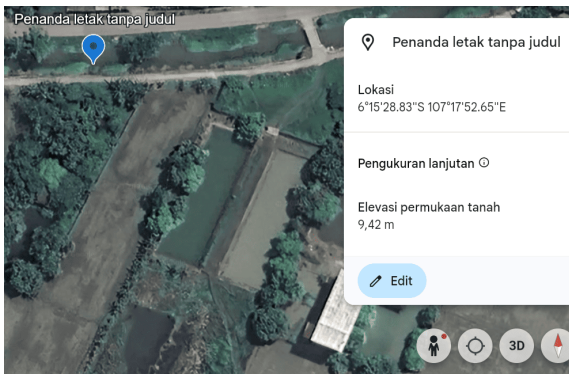 Penanda letak tanpa judul
Penanda letak tanpa judul
Lokasi
6°15'28.83"S 107°17'52.65"E
Pengukuran lanjutan
Elevasi permukaan tanah
9,42 m
Edit
3D